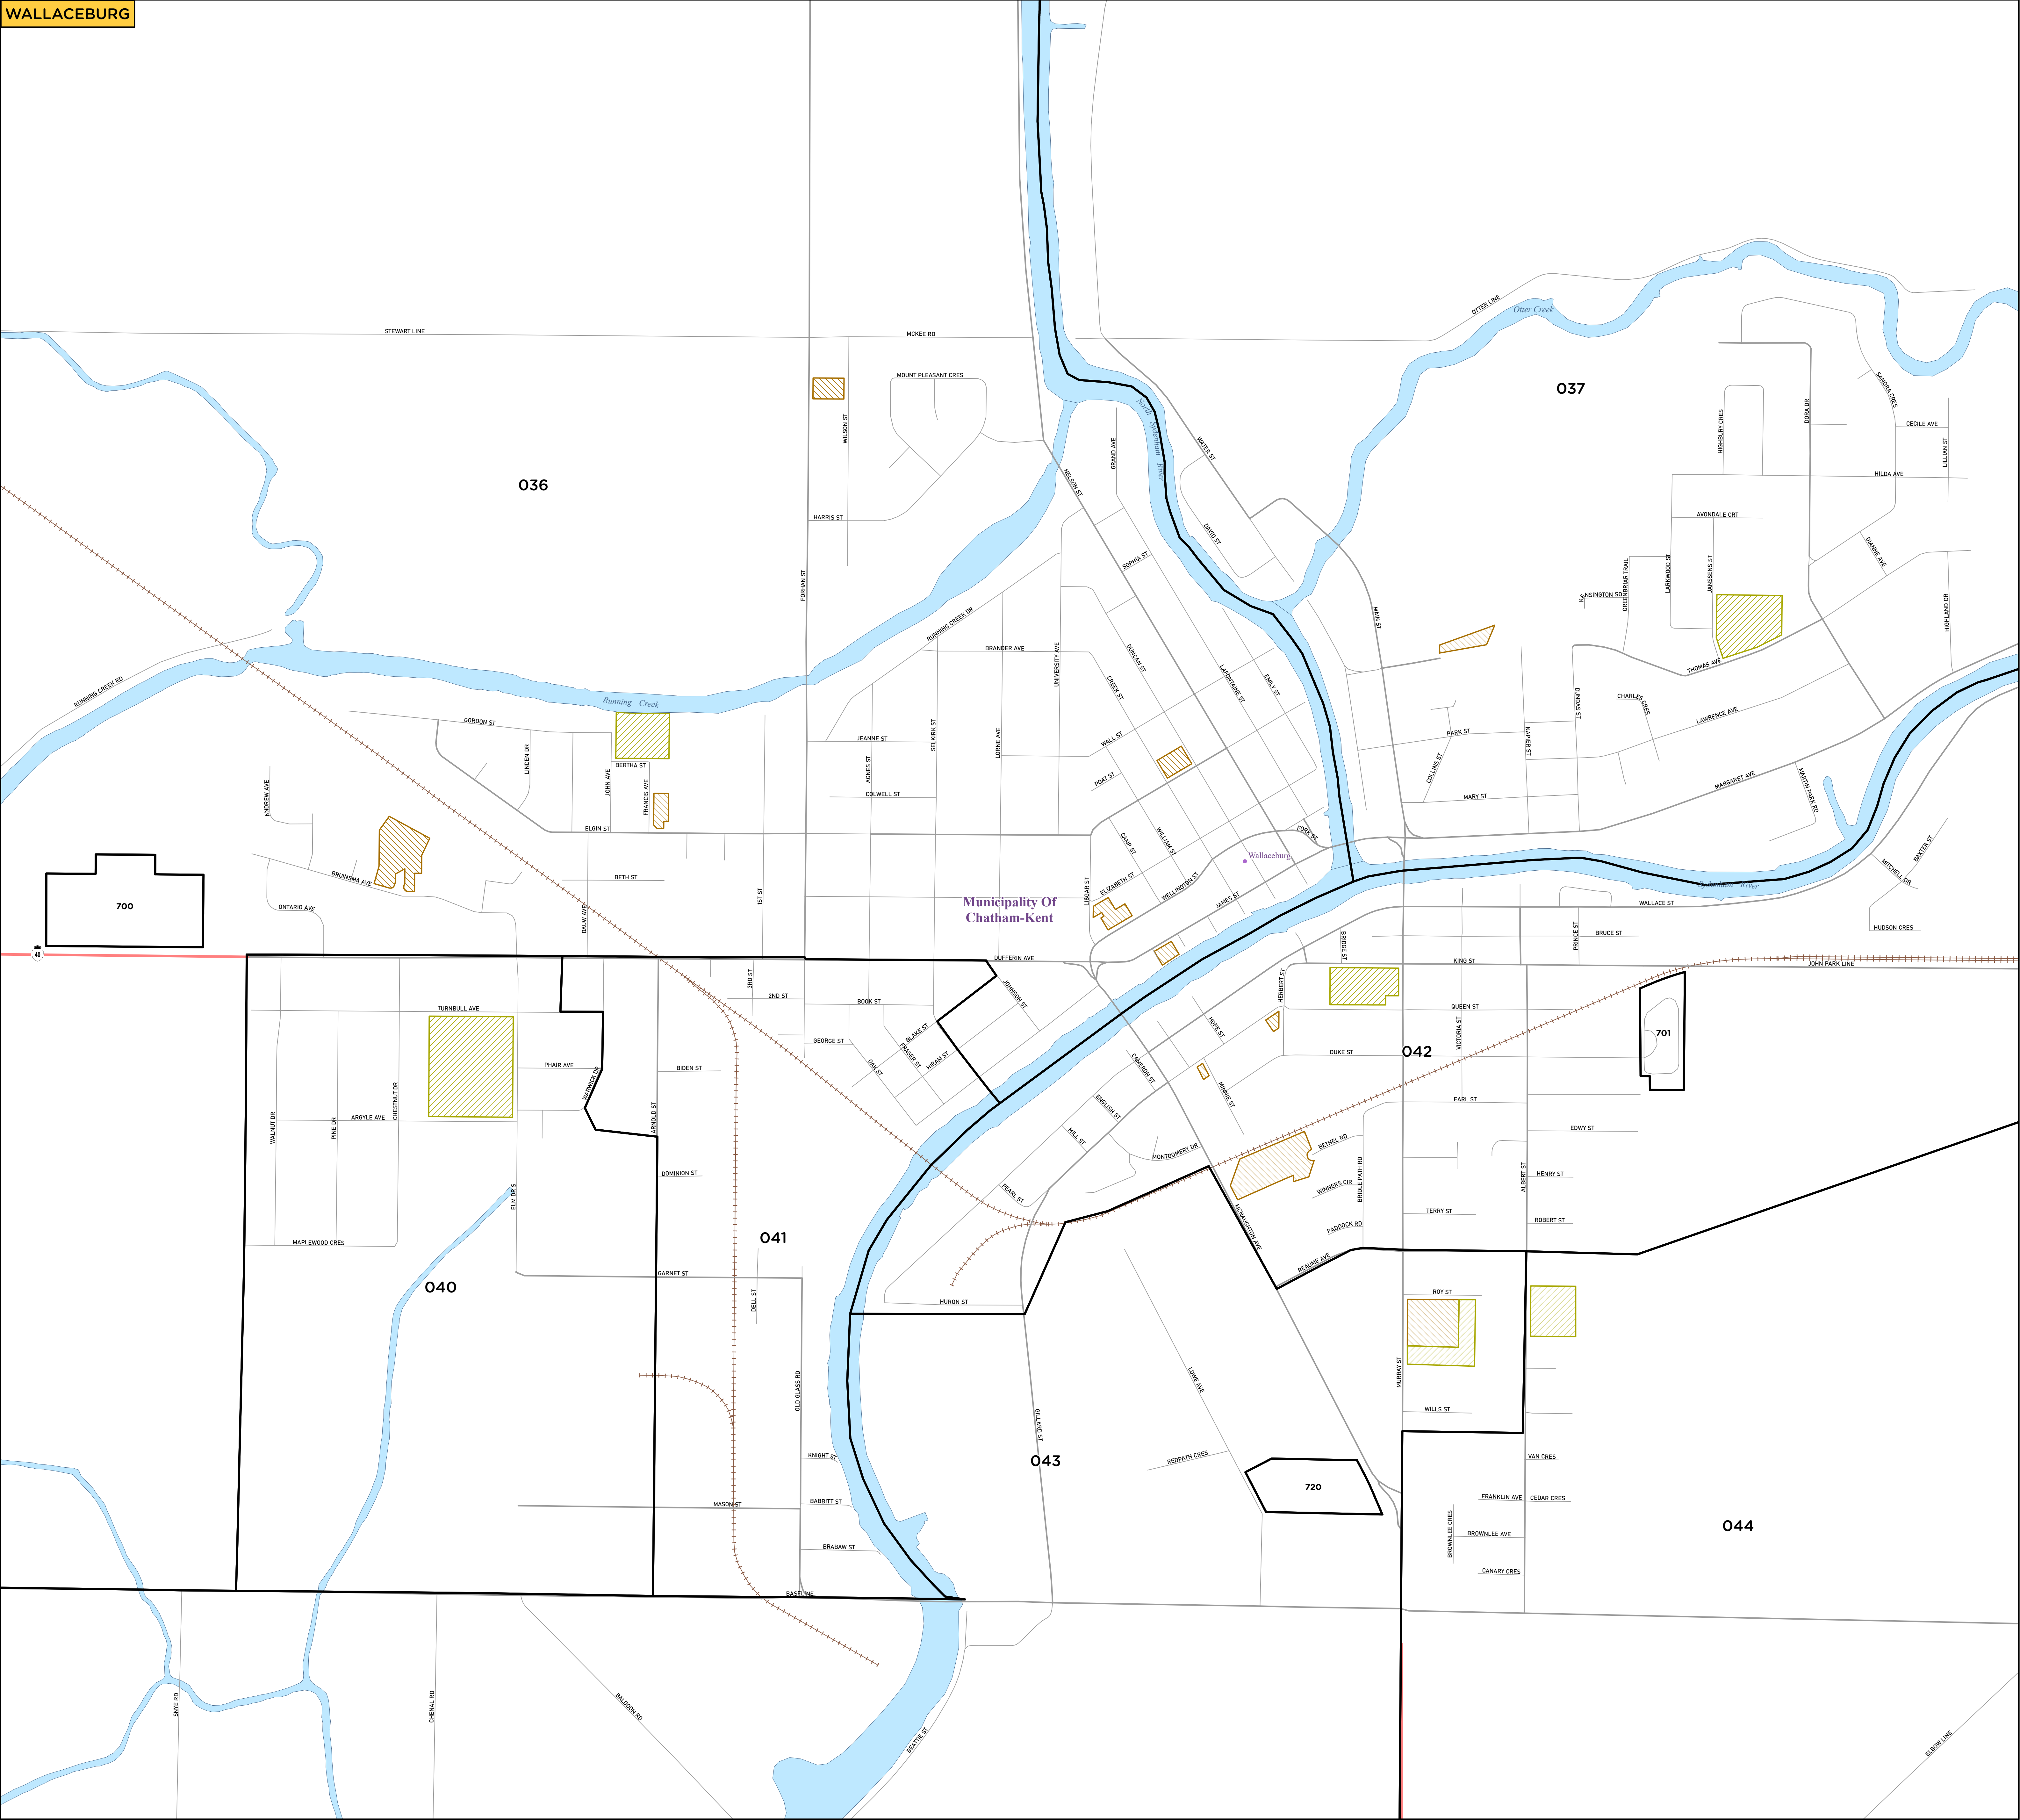 WALLACEBURG
STEWART LINE
MCKEE RD
OTTER LINE
Otter Creek
MOUNT PLEASANT CRES
WILSON ST
North Sydenham River
037
SANDRA CRES
DORA DR
HIGHBURY CRES
CECILE AVE
LILLIAN ST
GRAND AVE
WATER ST
NELSON ST
HILDA AVE
036
HARRIS ST
AVONDALE CRT
DAVID ST
SOPHIA ST
DIANNE AVE
FORHAN ST
GREENBRIAR TRAIL
LARKWOOD ST
JANSSENS ST
KENSINGTON SQ
HIGHLAND DR
MAIN ST
RUNNING CREEK DR
BRANDER AVE
UNIVERSITY AVE
DUNCAN ST
THOMAS AVE
RUNNING CREEK RD
Running Creek
CREEK ST
LAFONTAINE ST
EMILY ST
DUNDAS ST
CHARLES CRES
LAWRENCE AVE
GORDON ST
LINDEN DR
JEANNE ST
SELKIRK ST
LORNE AVE
WALL ST
PARK ST
NAPIER ST
BERTHA ST
AGNES ST
POAT ST
COLLINS ST
MARGARET AVE
MARTIN PARK RD
ANDREW AVE
JOHN AVE
FRANCIS AVE
COLWELL ST
MARY ST
ELGIN ST
CAMP ST
WILLIAM ST
FORK ST
Wallaceburg
BAXTER ST
MITCHELL DR
BRUINSMA AVE
BETH ST
ELIZABETH ST
WELLINGTON ST
Sydenham River
700
ONTARIO AVE
DAUW AVE
1ST ST
LISGAR ST
JAMES ST
Municipality Of
Chatham-Kent
WALLACE ST
HUDSON CRES
BRIDGE ST
PRINCE ST
BRUCE ST
40
DUFFERIN AVE
KING ST
JOHN PARK LINE
3RD ST
2ND ST
JOHNSON ST
HERBERT ST
TURNBULL AVE
BOOK ST
QUEEN ST
BLAKE ST
HOPE ST
VICTORIA ST
701
GEORGE ST
FRASER ST
HIRAM ST
OAK ST
DUKE ST
042
PHAIR AVE
WARWICK DR
BIDEN ST
CAMERON ST
MINNIE ST
CHESTNUT DR
WALNUT DR
PINE DR
ARGYLE AVE
ARNOLD ST
ENGLISH ST
EARL ST
MILL ST
EDWY ST
BETHEL RD
MONTGOMERY DR
DOMINION ST
ALBERT ST
HENRY ST
ELM DR S
PEARL ST
WINNERS CIR
BRIDLE PATH RD
TERRY ST
ROBERT ST
PADDOCK RD
MCNAUGHTON AVE
MAPLEWOOD CRES
041
REAUME AVE
040
GARNET ST
DELL ST
HURON ST
ROY ST
LOWE AVE
MURRAY ST
OLD GLASS RD
GILLARD ST
WILLS ST
KNIGHT ST
043
REDPATH CRES
VAN CRES
720
MASON ST
BABBITT ST
FRANKLIN AVE
CEDAR CRES
BROWNLEE CRES
BROWNLEE AVE
044
BRABAW ST
CANARY CRES
BASELINE
SNYE RD
CHENAL RD
BALDOON RD
BEATTIE ST
ELBOW LINE